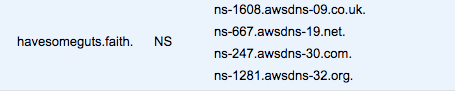 ns-1608.awsdns-09.co.uk.
ns-667.awsdns-19.net.
havesomeguts.faith. NS
ns-247.awsdns-30.com.
ns-1281.awsdns-32.org.